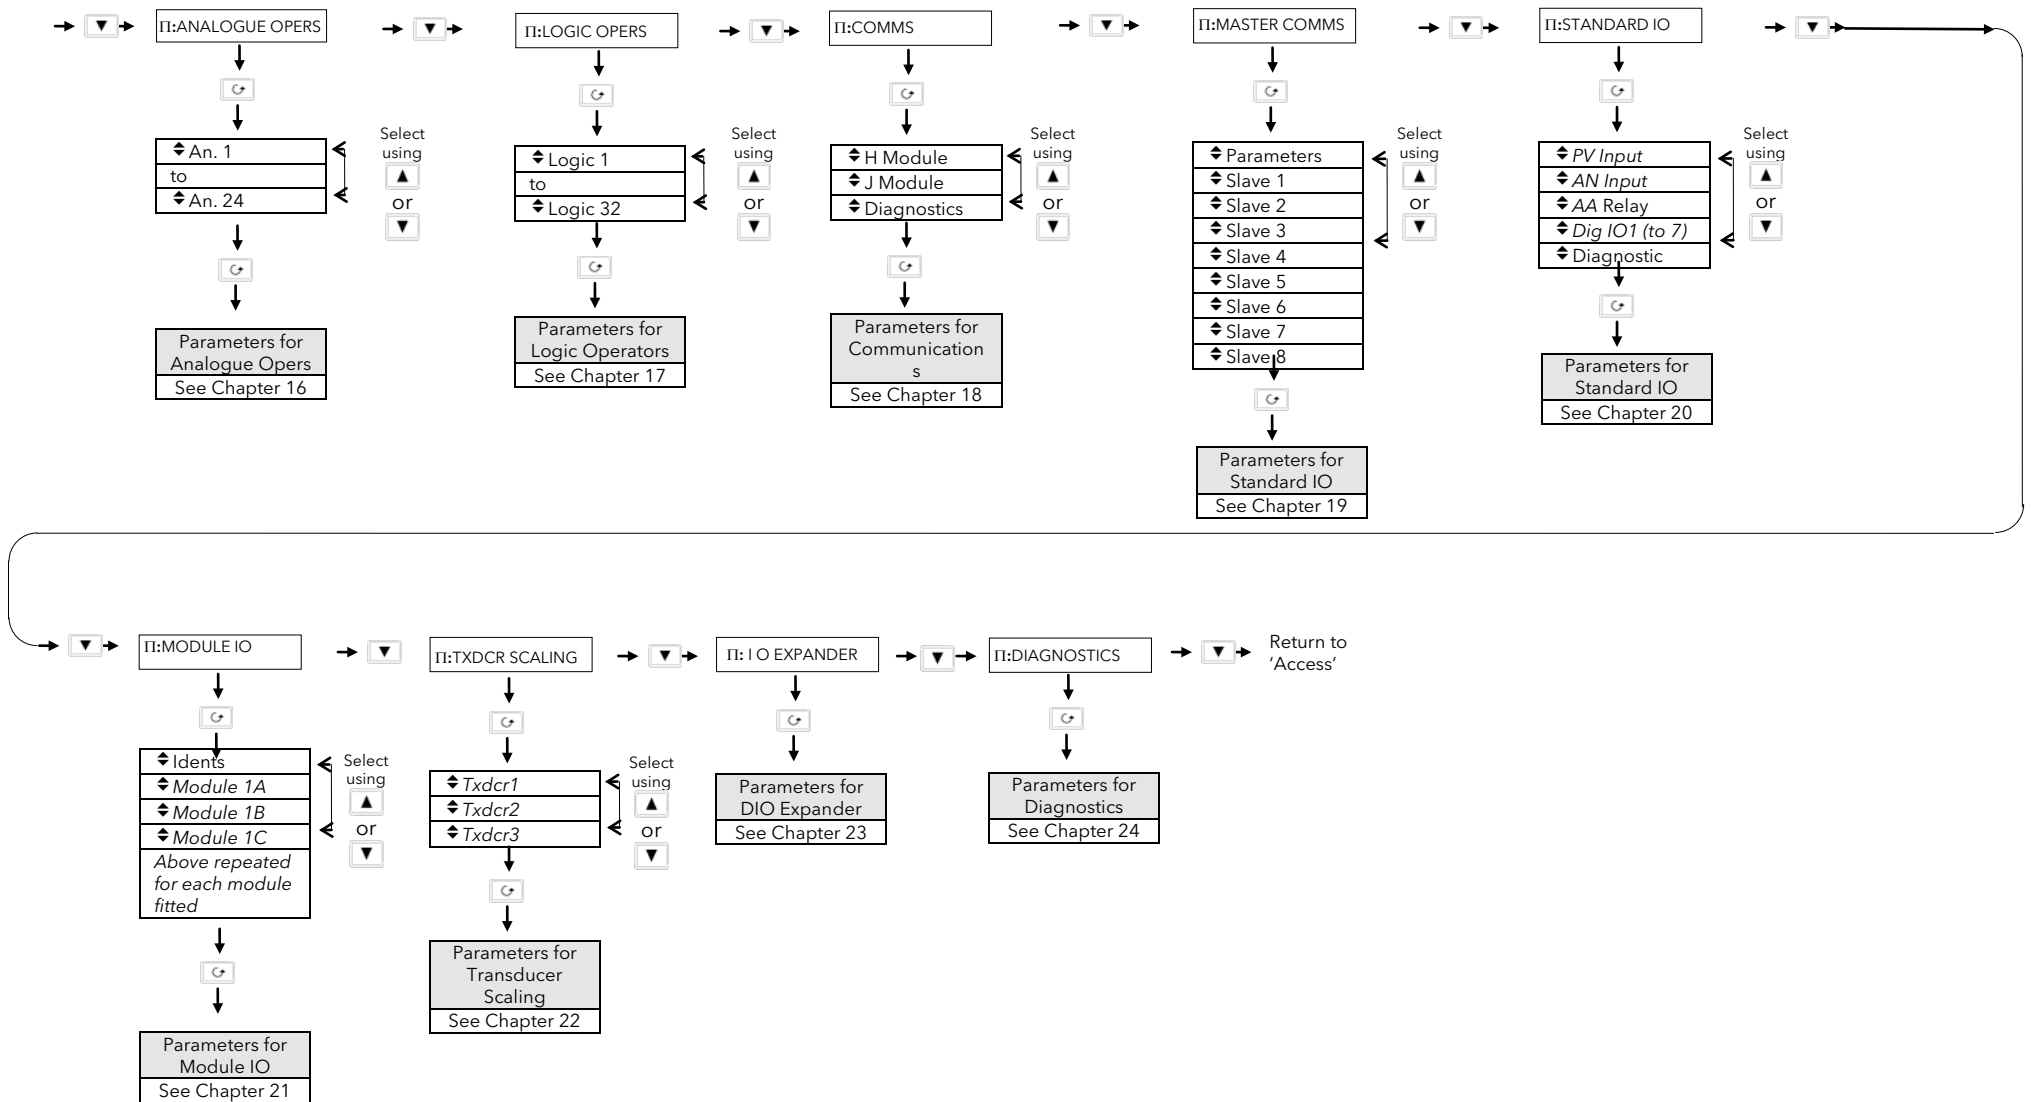 Π:ANALOGUE OPERS
An. 1
to
An. 24
Select
using
or
Parameters for
Analogue Opers
See Chapter 16
Π:LOGIC OPERS
Logic 1
to
Logic 32
Select
using
or
Parameters for
Logic Operators
See Chapter 17
Π:COMMS
H Module
J Module
Diagnostics
Select
using
or
Parameters for
Communication
s
See Chapter 18
Π:MASTER COMMS
Parameters
Slave 1
Slave 2
Slave 3
Slave 4
Slave 5
Slave 6
Slave 7
Slave 8
Select
using
or
Parameters for
Standard IO
See Chapter 19
Π:STANDARD IO
PV Input
AN Input
AA Relay
Dig IO1 (to 7)
Diagnostic
Select
using
or
Parameters for
Standard IO
See Chapter 20
Π:MODULE IO
Idents
Module 1A
Module 1B
Module 1C
Above repeated
for each module
fitted
Select
using
or
Parameters for
Module IO
See Chapter 21
Π:TXDCR SCALING
Txdcr1
Txdcr2
Txdcr3
Select
using
or
Parameters for
Transducer
Scaling
See Chapter 22
Π: I O EXPANDER
Parameters for
DIO Expander
See Chapter 23
Π:DIAGNOSTICS
Parameters for
Diagnostics
See Chapter 24
Return to
‘Access’